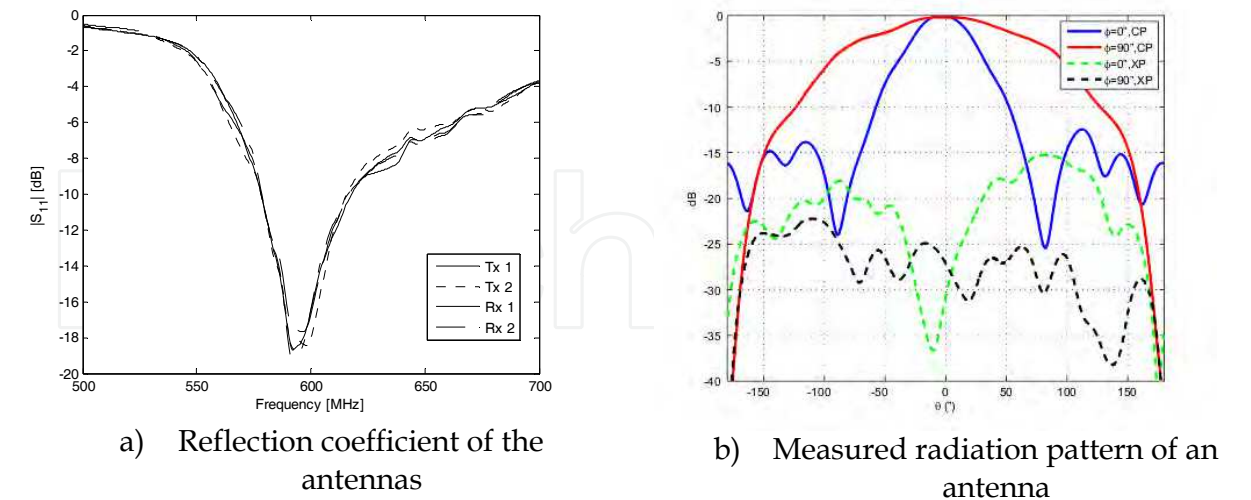 0
-2
-4
-6
-8
-10
-12
-14
-16
-18
-20
|S11| [dB]
500
550
600
650
700
Frequency [MHz]
Tx 1
Tx 2
Rx 1
Rx 2
a) Reflection coefficient of the
antennas
0
-5
-10
-15
-20
-25
-30
-35
-40
dB
-150
-100
-50
0
50
100
150
θ (°)
ϕ=0°,CP
ϕ=90°,CP
ϕ=0°,XP
ϕ=90°,XP
b) Measured radiation pattern of an
antenna